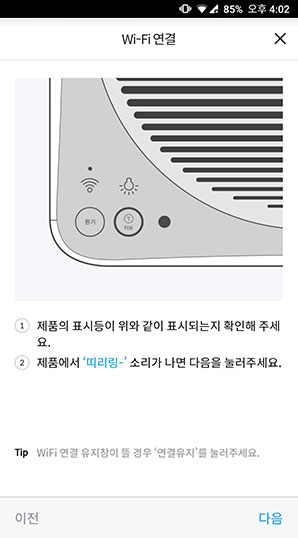 85% 오후 4:02
Wi-Fi 연결
환기
① 제품의 표시등이 위와 같이 표시되는지 확인해 주세
요.
② 제품에서 ‘띠리링-’ 소리가 나면 다음을 눌러주세요.
Tip WiFi 연결 유지창이 뜰 경우 ‘연결유지’를 눌러주세요.
이전 다음